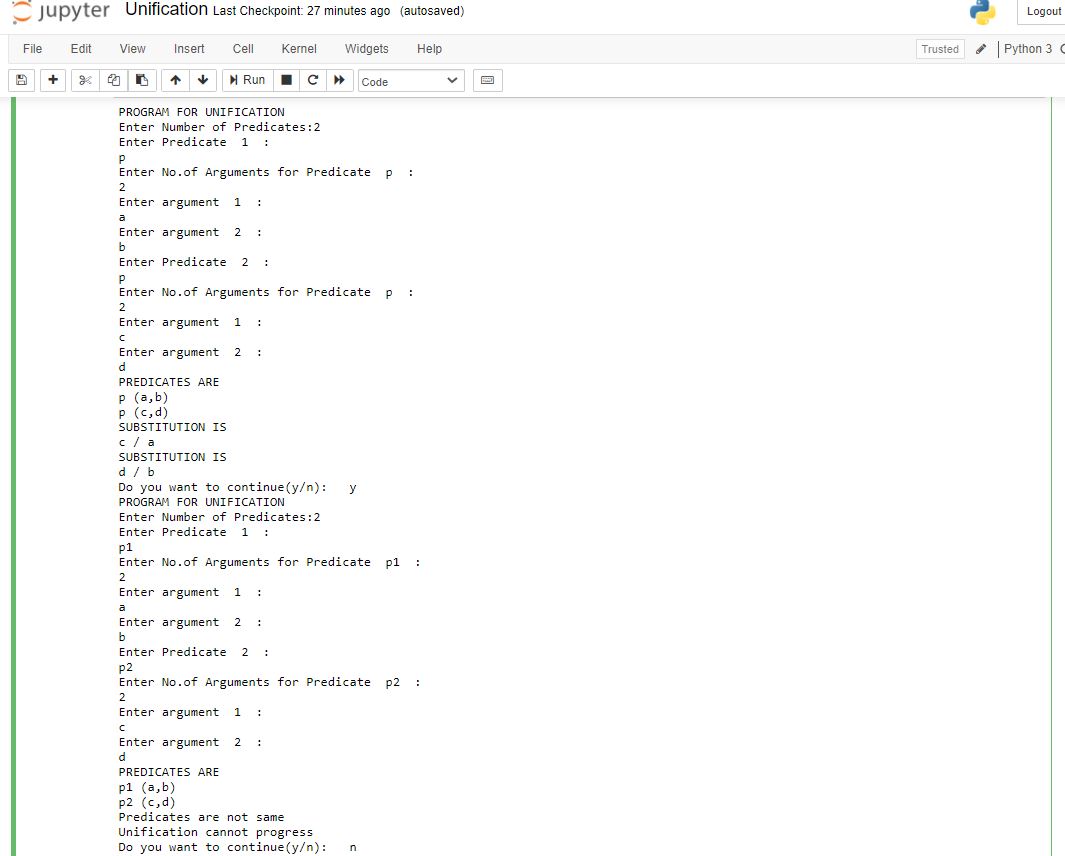 jupyter Unification Last Checkpoint: 27 minutes ago (autosaved)
Logout
File Edit View Insert Cell Kernel Widgets Help
Trusted Python 3
Run Code
PROGRAM FOR UNIFICATION
Enter Number of Predicates:2
Enter Predicate  1  :
p
Enter No.of Arguments for Predicate  p  :
2
Enter argument  1  :
a
Enter argument  2  :
b
Enter Predicate  2  :
p
Enter No.of Arguments for Predicate  p  :
2
Enter argument  1  :
c
Enter argument  2  :
d
PREDICATES ARE
p (a,b)
p (c,d)
SUBSTITUTION IS
c / a
SUBSTITUTION IS
d / b
Do you want to continue(y/n):   y
PROGRAM FOR UNIFICATION
Enter Number of Predicates:2
Enter Predicate  1  :
p1
Enter No.of Arguments for Predicate  p1  :
2
Enter argument  1  :
a
Enter argument  2  :
b
Enter Predicate  2  :
p2
Enter No.of Arguments for Predicate  p2  :
2
Enter argument  1  :
c
Enter argument  2  :
d
PREDICATES ARE
p1 (a,b)
p2 (c,d)
Predicates are not same
Unification cannot progress
Do you want to continue(y/n):   n